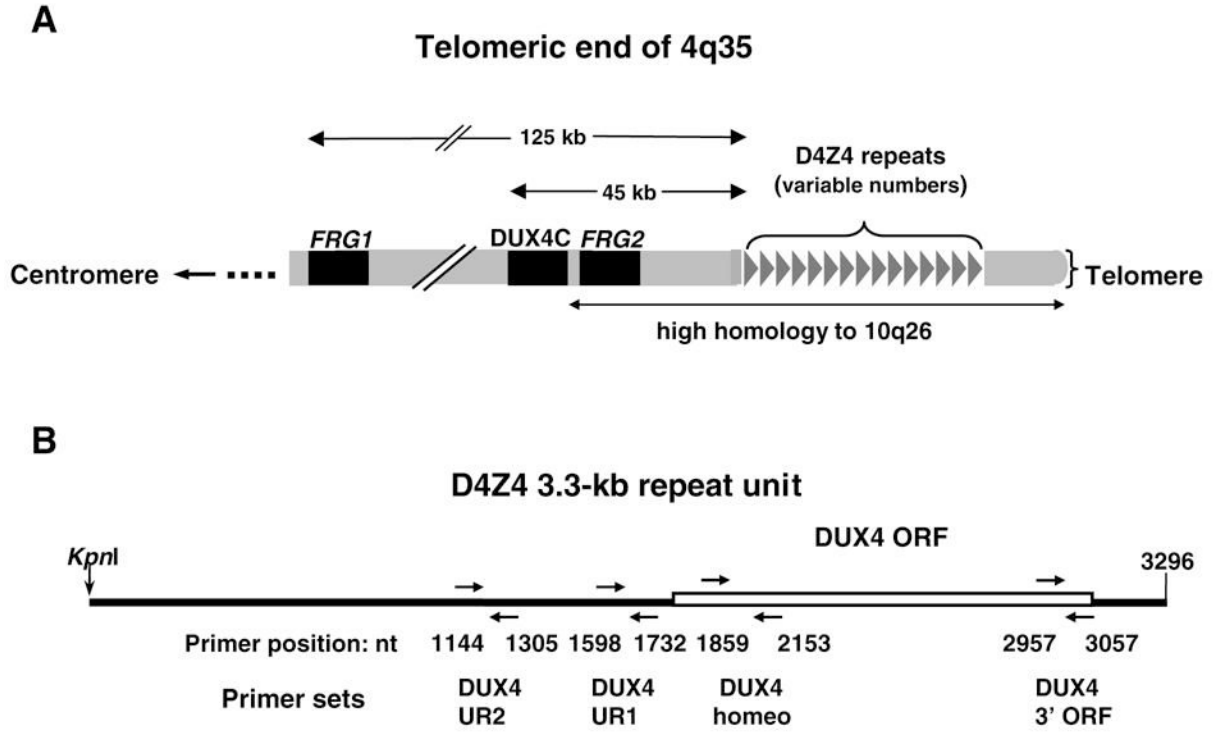 A
Telomeric end of 4q35
125 kb
D4Z4 repeats
(variable numbers)
45 kb
FRG1
DUX4C
FRG2
Centromere
Telomere
high homology to 10q26
B
D4Z4 3.3-kb repeat unit
DUX4 ORF
KpnI
3296
Primer position: nt 1144 1305 1598 1732 1859 2153 2957 3057
Primer sets
DUX4
UR2
DUX4
UR1
DUX4
homeo
DUX4
3' ORF